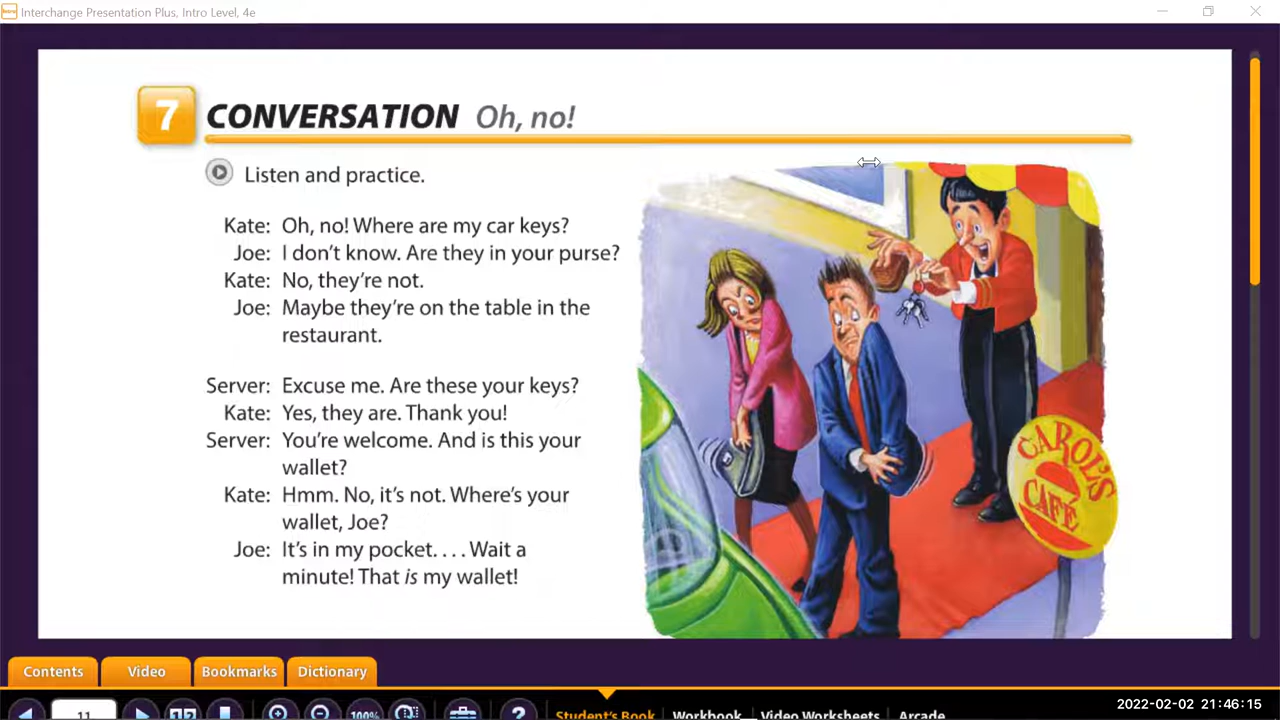 Interchange Presentation Plus, Intro Level, 4e
7 CONVERSATION Oh, no!
Listen and practice.
Kate: Oh, no! Where are my car keys?
Joe: I don't know. Are they in your purse?
Kate: No, they're not.
Joe: Maybe they're on the table in the
restaurant.
Server: Excuse me. Are these your keys?
Kate: Yes, they are. Thank you!
Server: You're welcome. And is this your
wallet?
Kate: Hmm. No, it's not. Where's your
wallet, Joe?
Joe: It's in my pocket. . . . Wait a
minute! That is my wallet!
CAROL'S
CAFE
Contents Video Bookmarks Dictionary
11 100% ? Student's Book Workbook Video Worksheets Arcade
2022-02-02 21:46:15